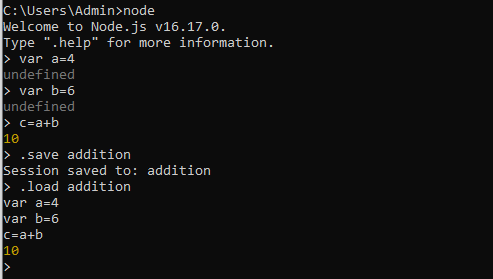 C:\Users\Admin>node
Welcome to Node.js v16.17.0.
Type ".help" for more information.
> var a=4
undefined
> var b=6
undefined
> c=a+b
10
> .save addition
Session saved to: addition
> .load addition
var a=4
var b=6
c=a+b
10
>